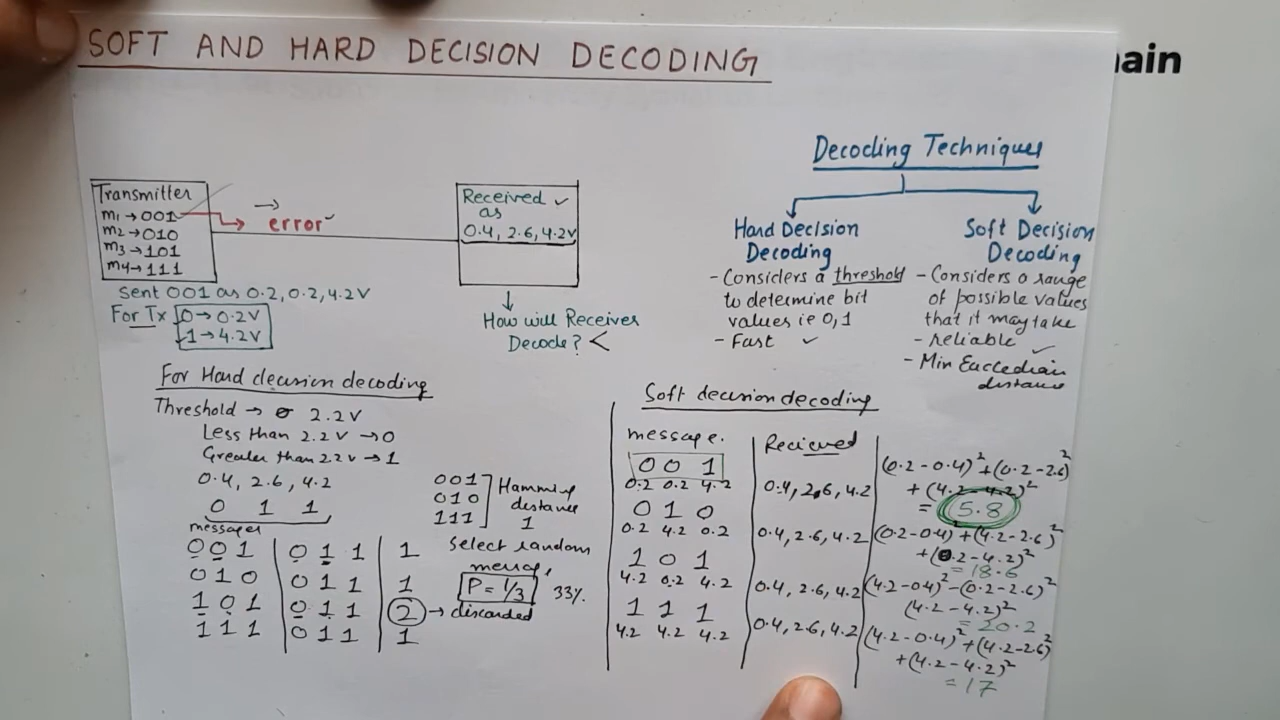 SOFT AND HARD DECISION DECODING
ain
Decoding Techniques
Transmitter
m1 → 001
m2 → 010
m3 → 101
m4 → 111
→
error
Received ✓
as
0.4, 2.6, 4.2V
Sent 001 as 0.2, 0.2, 4.2V
For Tx
0 → 0.2V
1 → 4.2V
How will Receiver
Decode? <
Hard Decision
Decoding
- Considers a threshold
to determine bit
values ie 0, 1
- Fast ✓
Soft Decision
Decoding
- Considers a range
of possible values
that it may take
- reliable ✓
- Min Eucledian
distance
For Hard decision decoding
Threshold → 2.2V
Less than 2.2V → 0
Greater than 2.2V → 1
0.4, 2.6, 4.2
0 1 1
messages
001 | 011 | 1
010 | 011 | 1
101 | 011 | 2 → discarded
111 | 011 | 1
001
010
111
Hamming
distance
1
Select random
message,
P = 1/3 33%
Soft decision decoding
message. | Recieved
0 0 1
0.2 0.2 4.2 | 0.4, 2.6, 4.2 | (0.2-0.4)² + (0.2-2.6)²
+ (4.2-4.2)²
= 5.8
0 1 0
0.2 4.2 0.2 | 0.4, 2.6, 4.2 | (0.2-0.4)² + (4.2-2.6)²
+ (0.2-4.2)²
= 18.6
1 0 1
4.2 0.2 4.2 | 0.4, 2.6, 4.2 | (4.2-0.4)² - (0.2-2.6)²
(4.2-4.2)²
= 20.2
1 1 1
4.2 4.2 4.2 | 0.4, 2.6, 4.2 | (4.2-0.4)² + (4.2-2.6)²
+ (4.2-4.2)²
= 17